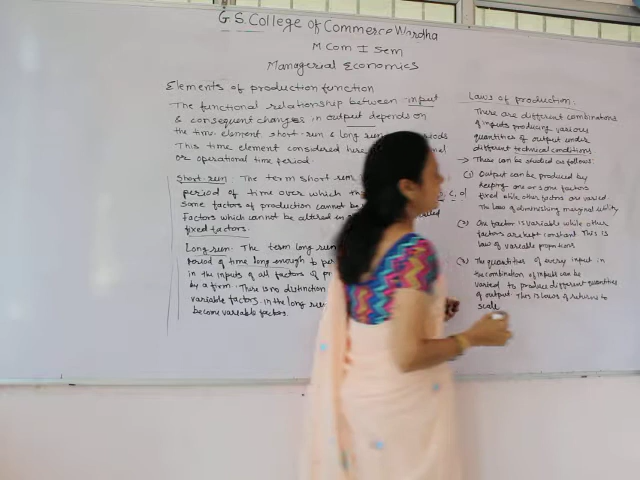 G.S. College of Commerce Wardha
M Com I Sem
Managerial Economics
Elements of production function
The functional relationship between input
& consequent changes in output depends on
the time element, short-run & long run
This time element considered here
or operational time period.
Short-run: The term short run
period of time over which the
some factors of production cannot be
Factors which cannot be altered in
fixed factors.
Long run: The term long run
period of time long enough to
in the inputs of all factors of
by a firm. There is no distinction
variable factors. in the long run
become variable factors.
Laws of production:
There are different combinations
of inputs producing various
quantities of output under
different technical conditions
→ These can be studied as follows:
(1) Output can be produced by
keeping one or some factors
fixed while other factors are varied.
The law of diminishing marginal utility.
(2) One factor is variable while other
factors are kept constant. This is
law of variable proportions
(3) The quantities of every input in
the combination of inputs can be
varied to produce different quantities
of output. This is laws of returns to
scale